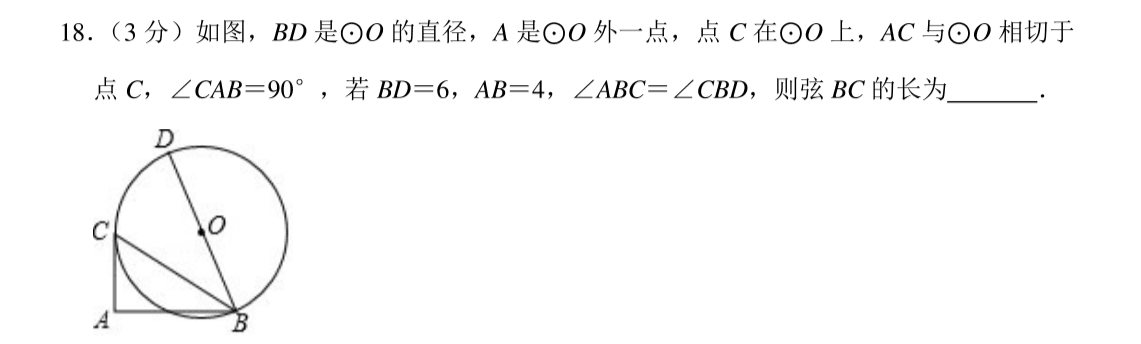 18.（3 分）如图，BD 是⊙O 的直径，A 是⊙O 外一点，点 C 在⊙O 上，AC 与⊙O 相切于
点 C，∠CAB＝90°，若 BD＝6，AB＝4，∠ABC＝∠CBD，则弦 BC 的长为______．
D
C
O
A
B